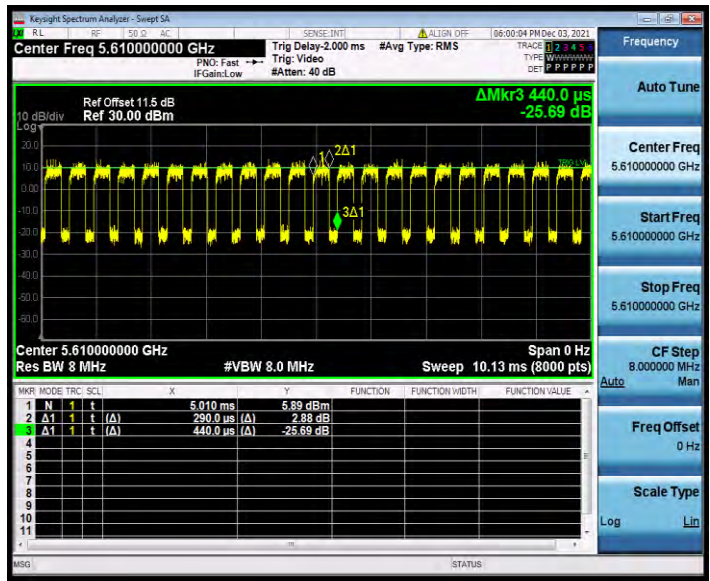 Keysight Spectrum Analyzer - Swept SA
RL RF 50 Ω AC SENSE:INT ALIGN OFF 06:00:04 PM Dec 03, 2021
Center Freq 5.610000000 GHz
PNO: Fast
IFGain:Low
Trig Delay-2.000 ms
Trig: Video
#Atten: 40 dB
#Avg Type: RMS
TRACE 1 2 3 4 5 6
TYPE WWWWWW
DET P P P P P P
Frequency
Auto Tune
Center Freq
5.610000000 GHz
Start Freq
5.610000000 GHz
Stop Freq
5.610000000 GHz
CF Step
8.000000 MHz
Auto Man
Freq Offset
0 Hz
Scale Type
Log Lin
ΔMkr3 440.0 µs
-25.69 dB
Ref Offset 11.5 dB
10 dB/div Ref 30.00 dBm
Log
20.0
10.0
0.00
-10.0
-20.0
-30.0
-40.0
-50.0
-60.0
1
2Δ1
TRIG LVL
3Δ1
Center 5.610000000 GHz Span 0 Hz
Res BW 8 MHz #VBW 8.0 MHz Sweep 10.13 ms (8000 pts)
MKR MODE TRC SCL X Y FUNCTION FUNCTION WIDTH FUNCTION VALUE
1 N 1 t 5.010 ms 5.89 dBm
2 Δ1 1 t (Δ) 290.0 µs (Δ) 2.88 dB
3 Δ1 1 t (Δ) 440.0 µs (Δ) -25.69 dB
4
5
6
7
8
9
10
11
MSG STATUS